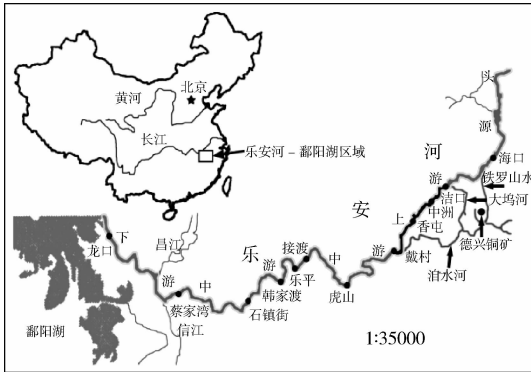 北京
黄河
长江
乐安河－鄱阳湖区域
头
源
海口
铁罗山水
大坞河
德兴铜矿
洎水河
河
安
乐
游
上
游
洁口
中洲
香屯
戴村
虎山
中
游
中
接渡
乐平
韩家渡
石镇街
蔡家湾
信江
昌江
下
游
龙口
鄱阳湖
1:35000